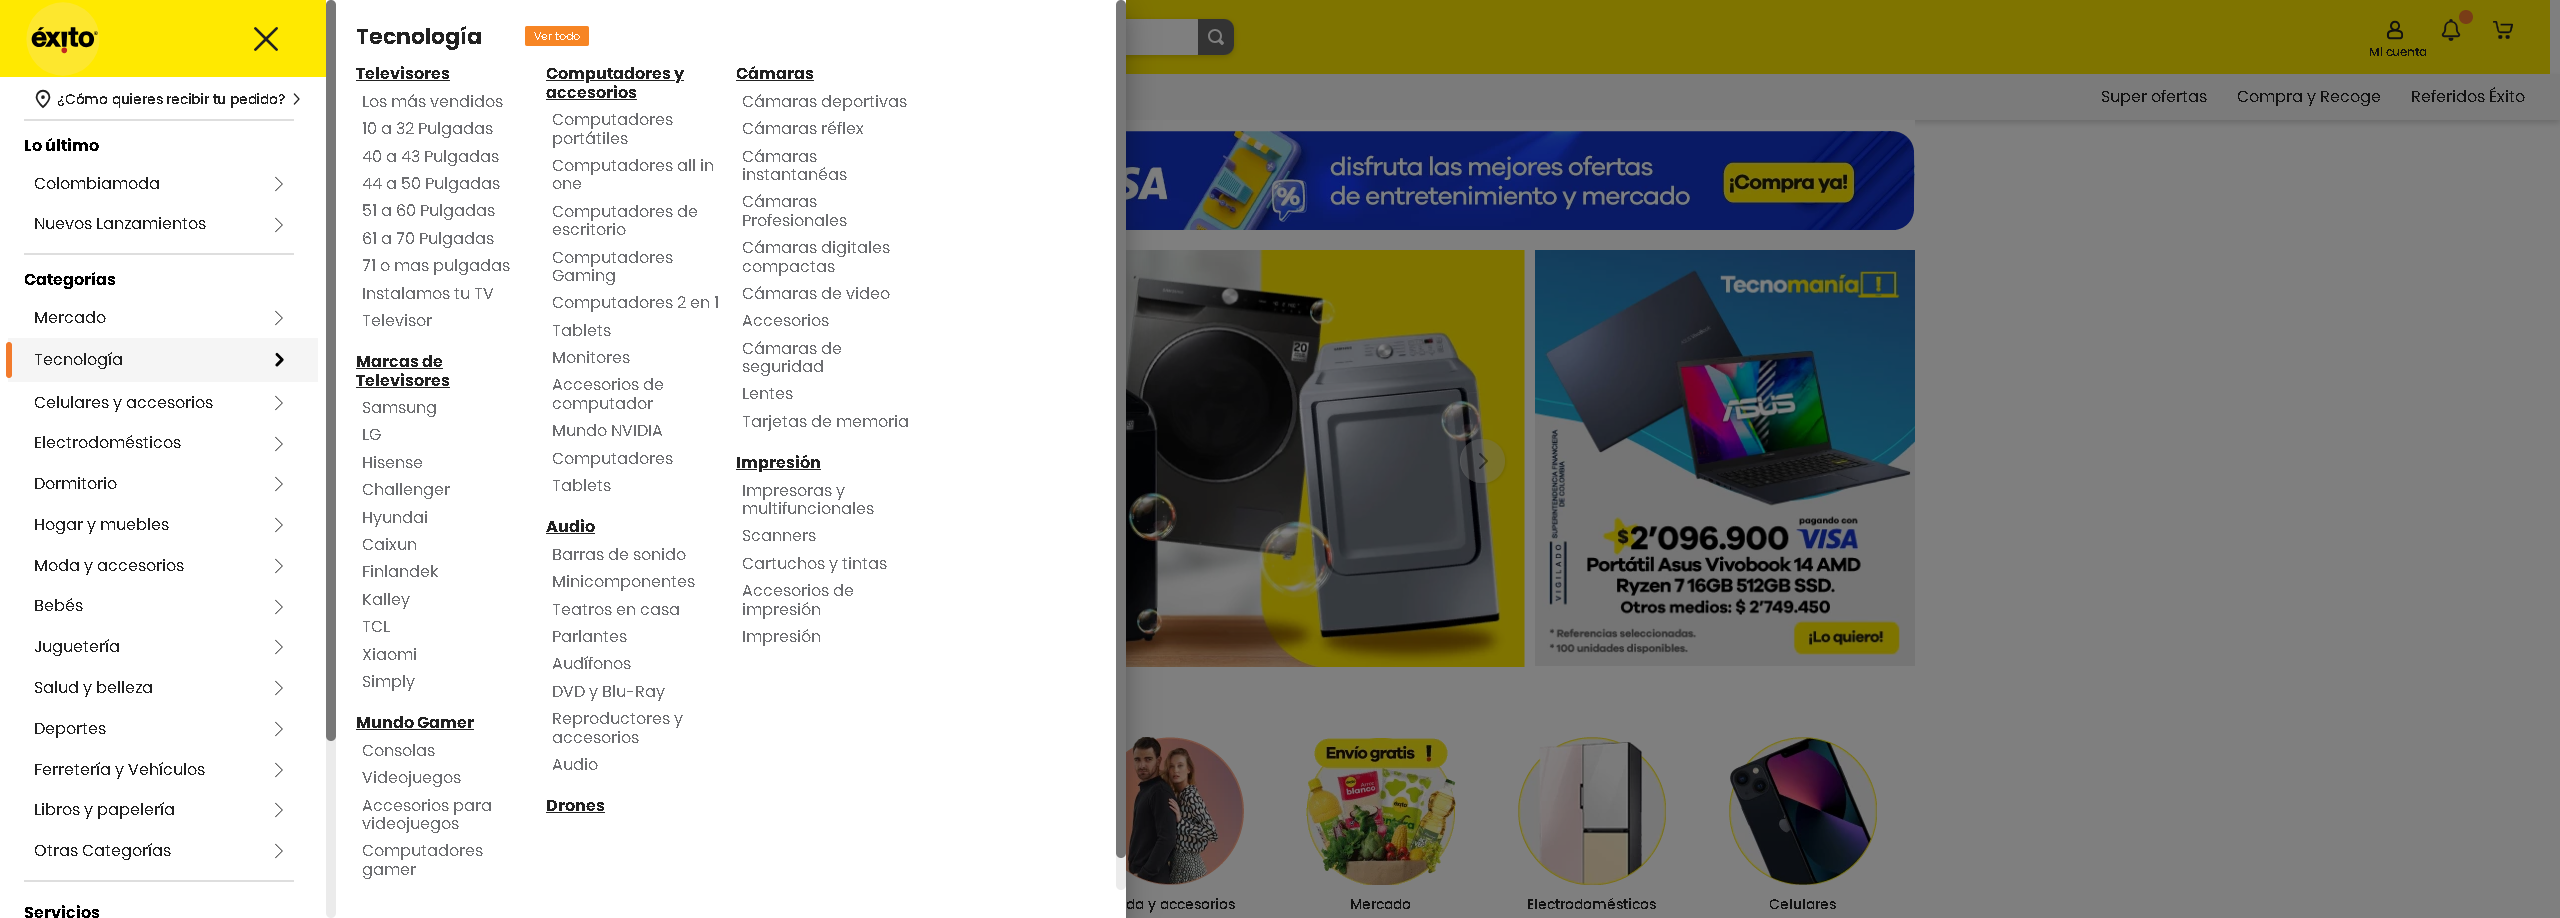 éxito
¿Cómo quieres recibir tu pedido?
Lo último
Colombiamoda
Nuevos Lanzamientos
Categorías
Mercado
Tecnología
Celulares y accesorios
Electrodomésticos
Dormitorio
Hogar y muebles
Moda y accesorios
Bebés
Juguetería
Salud y belleza
Deportes
Ferretería y Vehículos
Libros y papelería
Otras Categorías
Servicios
Tecnología
Ver todo
Televisores
Los más vendidos
10 a 32 Pulgadas
40 a 43 Pulgadas
44 a 50 Pulgadas
51 a 60 Pulgadas
61 a 70 Pulgadas
71 o mas pulgadas
Instalamos tu TV
Televisor
Marcas de
Televisores
Samsung
LG
Hisense
Challenger
Hyundai
Caixun
Finlandek
Kalley
TCL
Xiaomi
Simply
Mundo Gamer
Consolas
Videojuegos
Accesorios para
videojuegos
Computadores
gamer
Computadores y
accesorios
Computadores
portátiles
Computadores all in
one
Computadores de
escritorio
Computadores
Gaming
Computadores 2 en 1
Tablets
Monitores
Accesorios de
computador
Mundo NVIDIA
Computadores
Tablets
Audio
Barras de sonido
Minicomponentes
Teatros en casa
Parlantes
Audífonos
DVD y Blu-Ray
Reproductores y
accesorios
Audio
Drones
Cámaras
Cámaras deportivas
Cámaras réflex
Cámaras
instantanéas
Cámaras
Profesionales
Cámaras digitales
compactas
Cámaras de video
Accesorios
Cámaras de
seguridad
Lentes
Tarjetas de memoria
Impresión
Impresoras y
multifuncionales
Scanners
Cartuchos y tintas
Accesorios de
impresión
Impresión
Mi cuenta
Super ofertas
Compra y Recoge
Referidos Éxito
SA
%
disfruta las mejores ofertas
de entretenimiento y mercado
¡Compra ya!
20
Tecnomanía!
ASUS
VIGILADO SUPERINTENDENCIA FINANCIERA
DE COLOMBIA
$2'096.900
pagando con
VISA
Portátil Asus Vivobook 14 AMD
Ryzen 7 16GB 512GB SSD.
Otros medios: $ 2'749.450
* Referencias seleccionadas.
* 100 unidades disponibles.
¡Lo quiero!
Envío gratis !
blanco
da y accesorios
Mercado
Electrodomésticos
Celulares